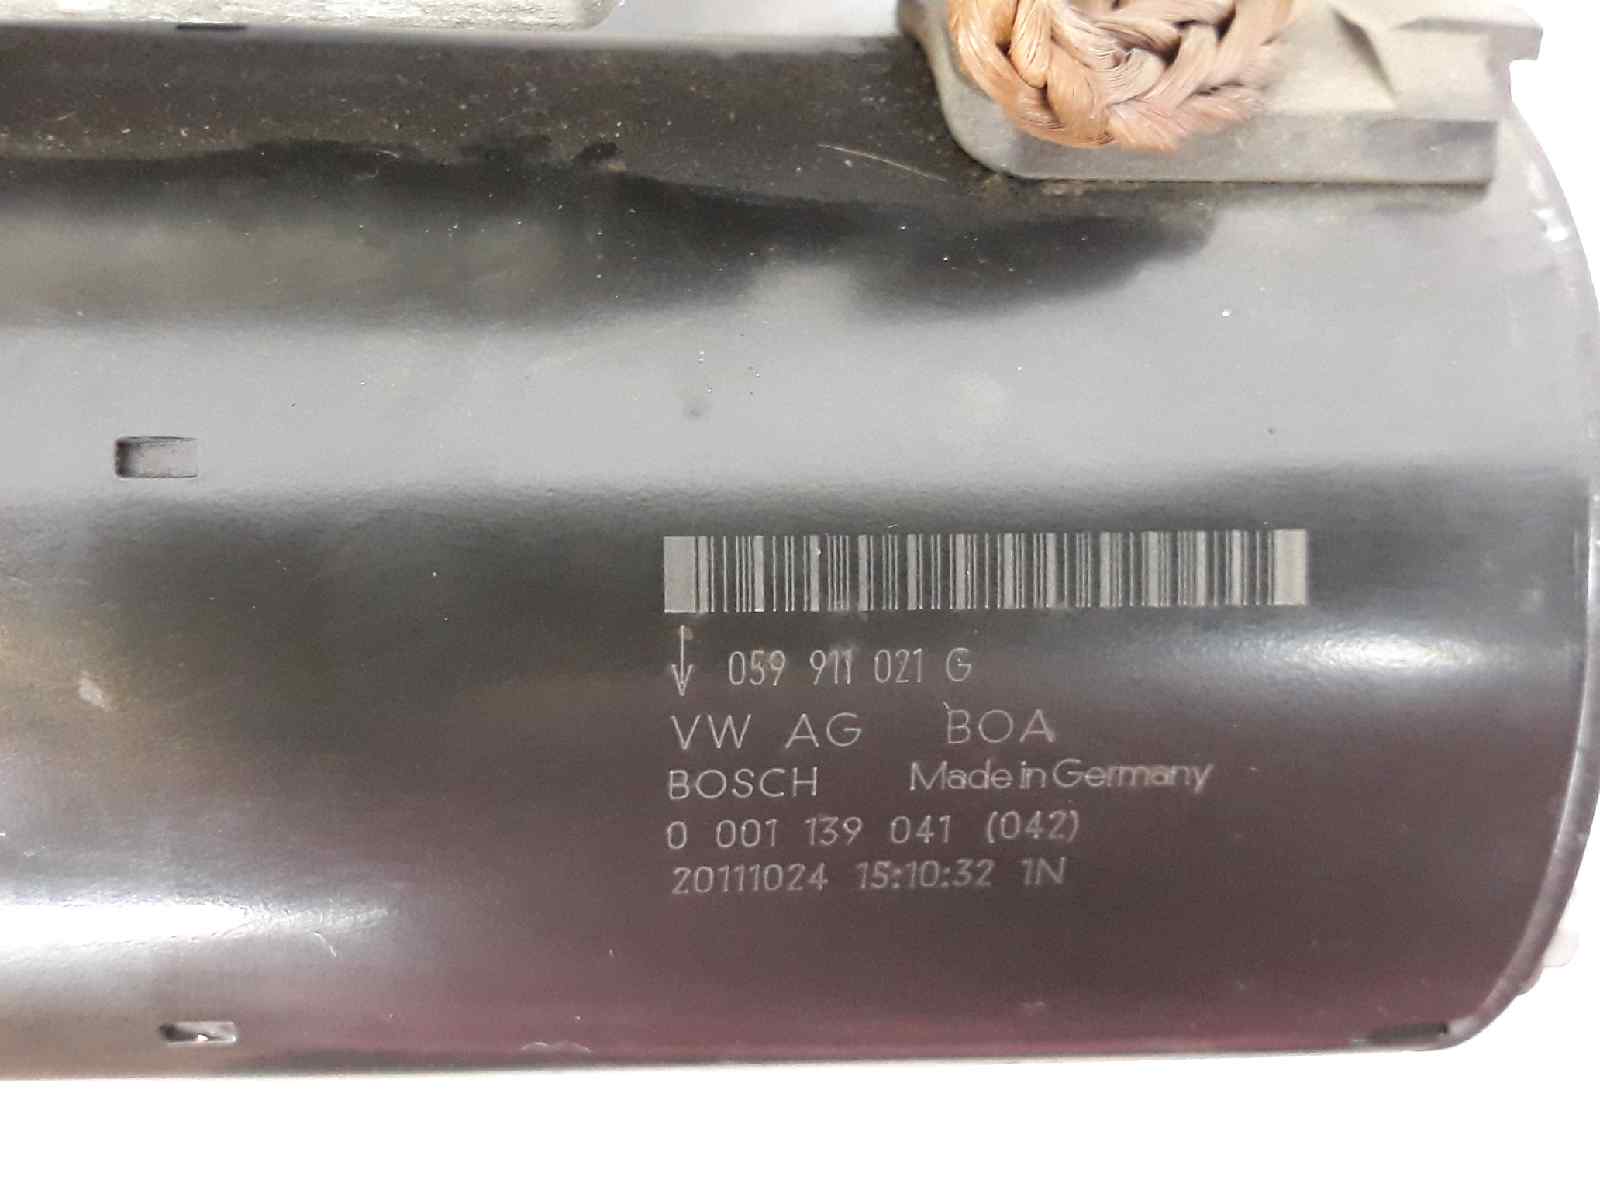 059 911 021 G
VW AG BOA
BOSCH Made in Germany
0 001 139 041 (042)
20111024 15:10:32 1N